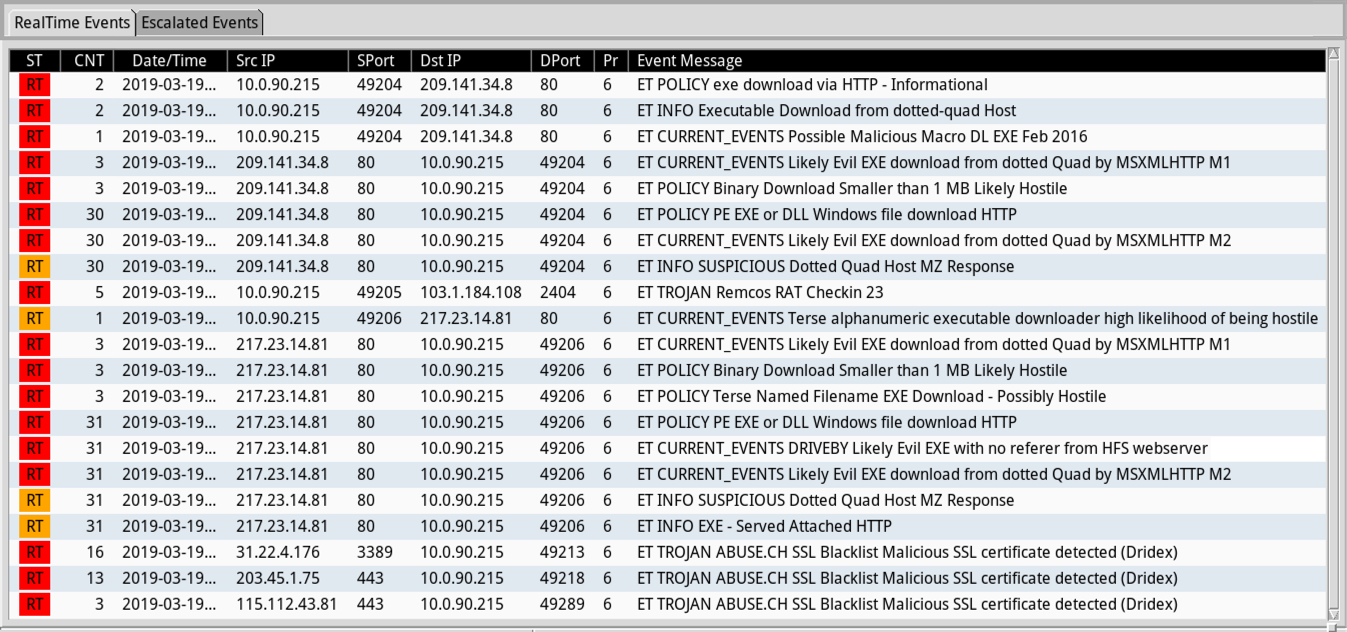 RealTime Events Escalated Events
ST CNT Date/Time Src IP SPort Dst IP DPort Pr Event Message
RT 2 2019-03-19... 10.0.90.215 49204 209.141.34.8 80 6 ET POLICY exe download via HTTP - Informational
RT 2 2019-03-19... 10.0.90.215 49204 209.141.34.8 80 6 ET INFO Executable Download from dotted-quad Host
RT 1 2019-03-19... 10.0.90.215 49204 209.141.34.8 80 6 ET CURRENT_EVENTS Possible Malicious Macro DL EXE Feb 2016
RT 3 2019-03-19... 209.141.34.8 80 10.0.90.215 49204 6 ET CURRENT_EVENTS Likely Evil EXE download from dotted Quad by MSXMLHTTP M1
RT 3 2019-03-19... 209.141.34.8 80 10.0.90.215 49204 6 ET POLICY Binary Download Smaller than 1 MB Likely Hostile
RT 30 2019-03-19... 209.141.34.8 80 10.0.90.215 49204 6 ET POLICY PE EXE or DLL Windows file download HTTP
RT 30 2019-03-19... 209.141.34.8 80 10.0.90.215 49204 6 ET CURRENT_EVENTS Likely Evil EXE download from dotted Quad by MSXMLHTTP M2
RT 30 2019-03-19... 209.141.34.8 80 10.0.90.215 49204 6 ET INFO SUSPICIOUS Dotted Quad Host MZ Response
RT 5 2019-03-19... 10.0.90.215 49205 103.1.184.108 2404 6 ET TROJAN Remcos RAT Checkin 23
RT 1 2019-03-19... 10.0.90.215 49206 217.23.14.81 80 6 ET CURRENT_EVENTS Terse alphanumeric executable downloader high likelihood of being hostile
RT 3 2019-03-19... 217.23.14.81 80 10.0.90.215 49206 6 ET CURRENT_EVENTS Likely Evil EXE download from dotted Quad by MSXMLHTTP M1
RT 3 2019-03-19... 217.23.14.81 80 10.0.90.215 49206 6 ET POLICY Binary Download Smaller than 1 MB Likely Hostile
RT 3 2019-03-19... 217.23.14.81 80 10.0.90.215 49206 6 ET POLICY Terse Named Filename EXE Download - Possibly Hostile
RT 31 2019-03-19... 217.23.14.81 80 10.0.90.215 49206 6 ET POLICY PE EXE or DLL Windows file download HTTP
RT 31 2019-03-19... 217.23.14.81 80 10.0.90.215 49206 6 ET CURRENT_EVENTS DRIVEBY Likely Evil EXE with no referer from HFS webserver
RT 31 2019-03-19... 217.23.14.81 80 10.0.90.215 49206 6 ET CURRENT_EVENTS Likely Evil EXE download from dotted Quad by MSXMLHTTP M2
RT 31 2019-03-19... 217.23.14.81 80 10.0.90.215 49206 6 ET INFO SUSPICIOUS Dotted Quad Host MZ Response
RT 31 2019-03-19... 217.23.14.81 80 10.0.90.215 49206 6 ET INFO EXE - Served Attached HTTP
RT 16 2019-03-19... 31.22.4.176 3389 10.0.90.215 49213 6 ET TROJAN ABUSE.CH SSL Blacklist Malicious SSL certificate detected (Dridex)
RT 13 2019-03-19... 203.45.1.75 443 10.0.90.215 49218 6 ET TROJAN ABUSE.CH SSL Blacklist Malicious SSL certificate detected (Dridex)
RT 3 2019-03-19... 115.112.43.81 443 10.0.90.215 49289 6 ET TROJAN ABUSE.CH SSL Blacklist Malicious SSL certificate detected (Dridex)